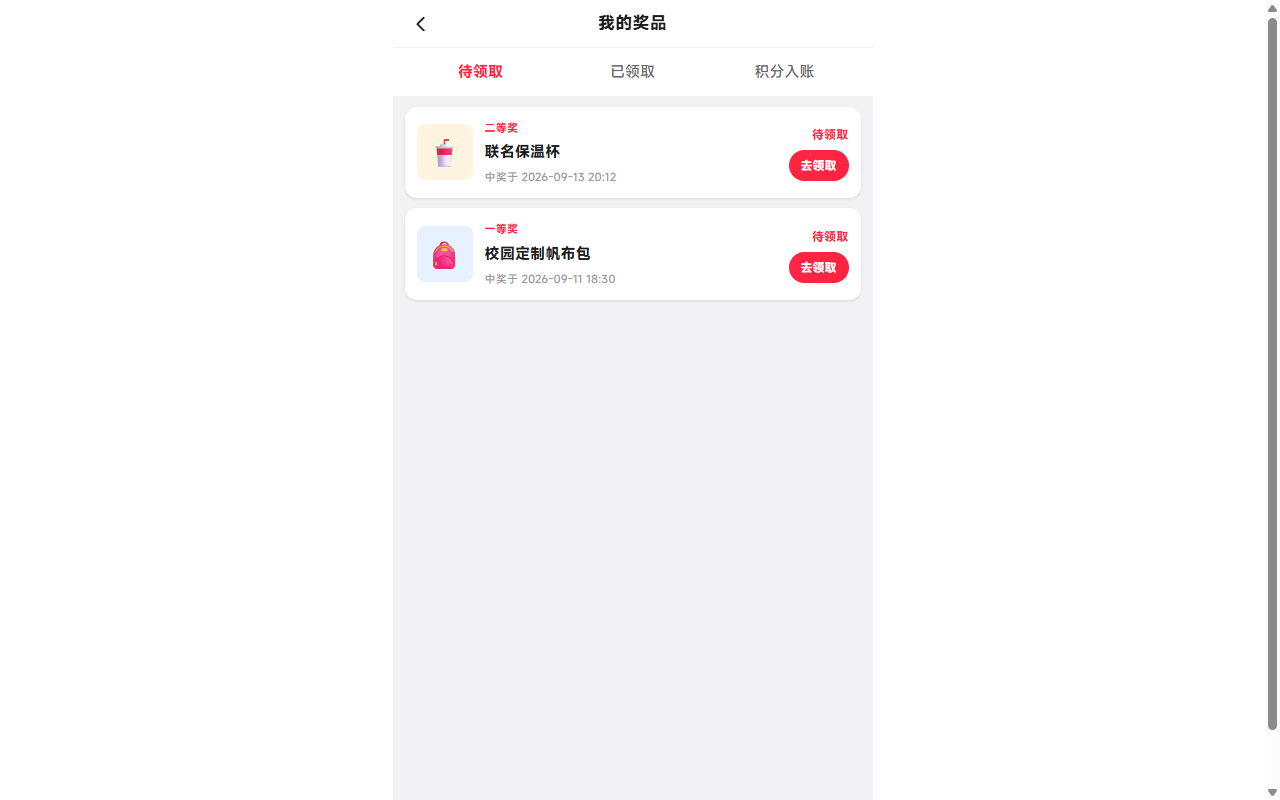 我的奖品
待领取
已领取
积分入账
二等奖
联名保温杯
中奖于 2026-09-13 20:12
待领取
去领取
一等奖
校园定制帆布包
中奖于 2026-09-11 18:30
待领取
去领取